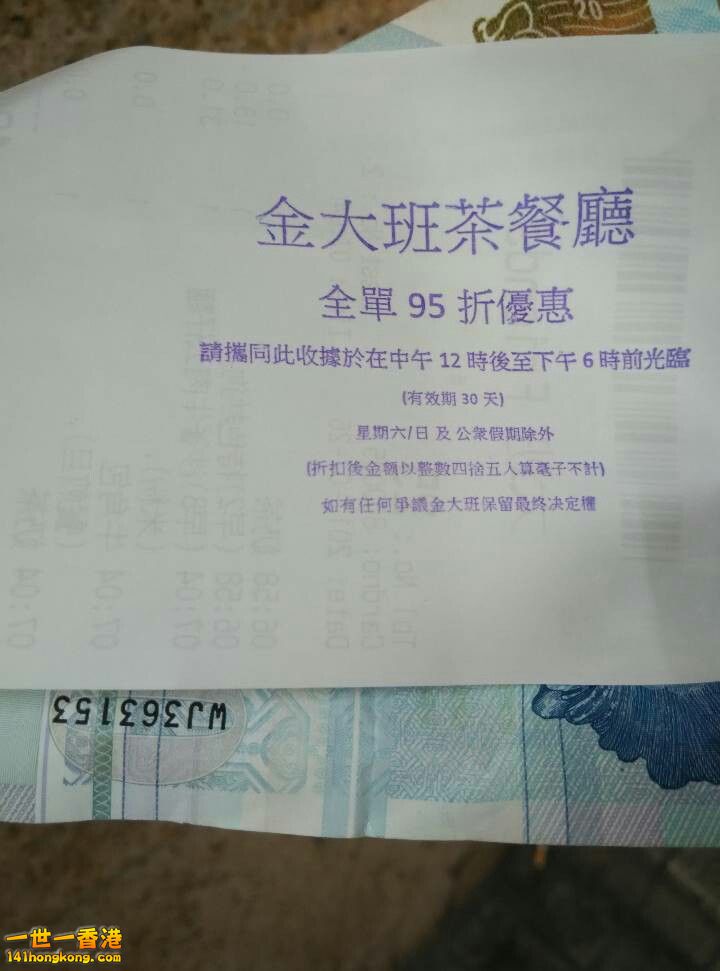 20
金大班茶餐廳
全單 95 折優惠
請攜同此收據於在中午 12 時後至下午 6 時前光臨
(有效期 30 天)
星期六/日 及 公衆假期除外
(折扣後金額以整數四捨五入算毫子不計)
如有任何爭議金大班保留最終決定權
WJ363153
一世一香港
141hongkong.com